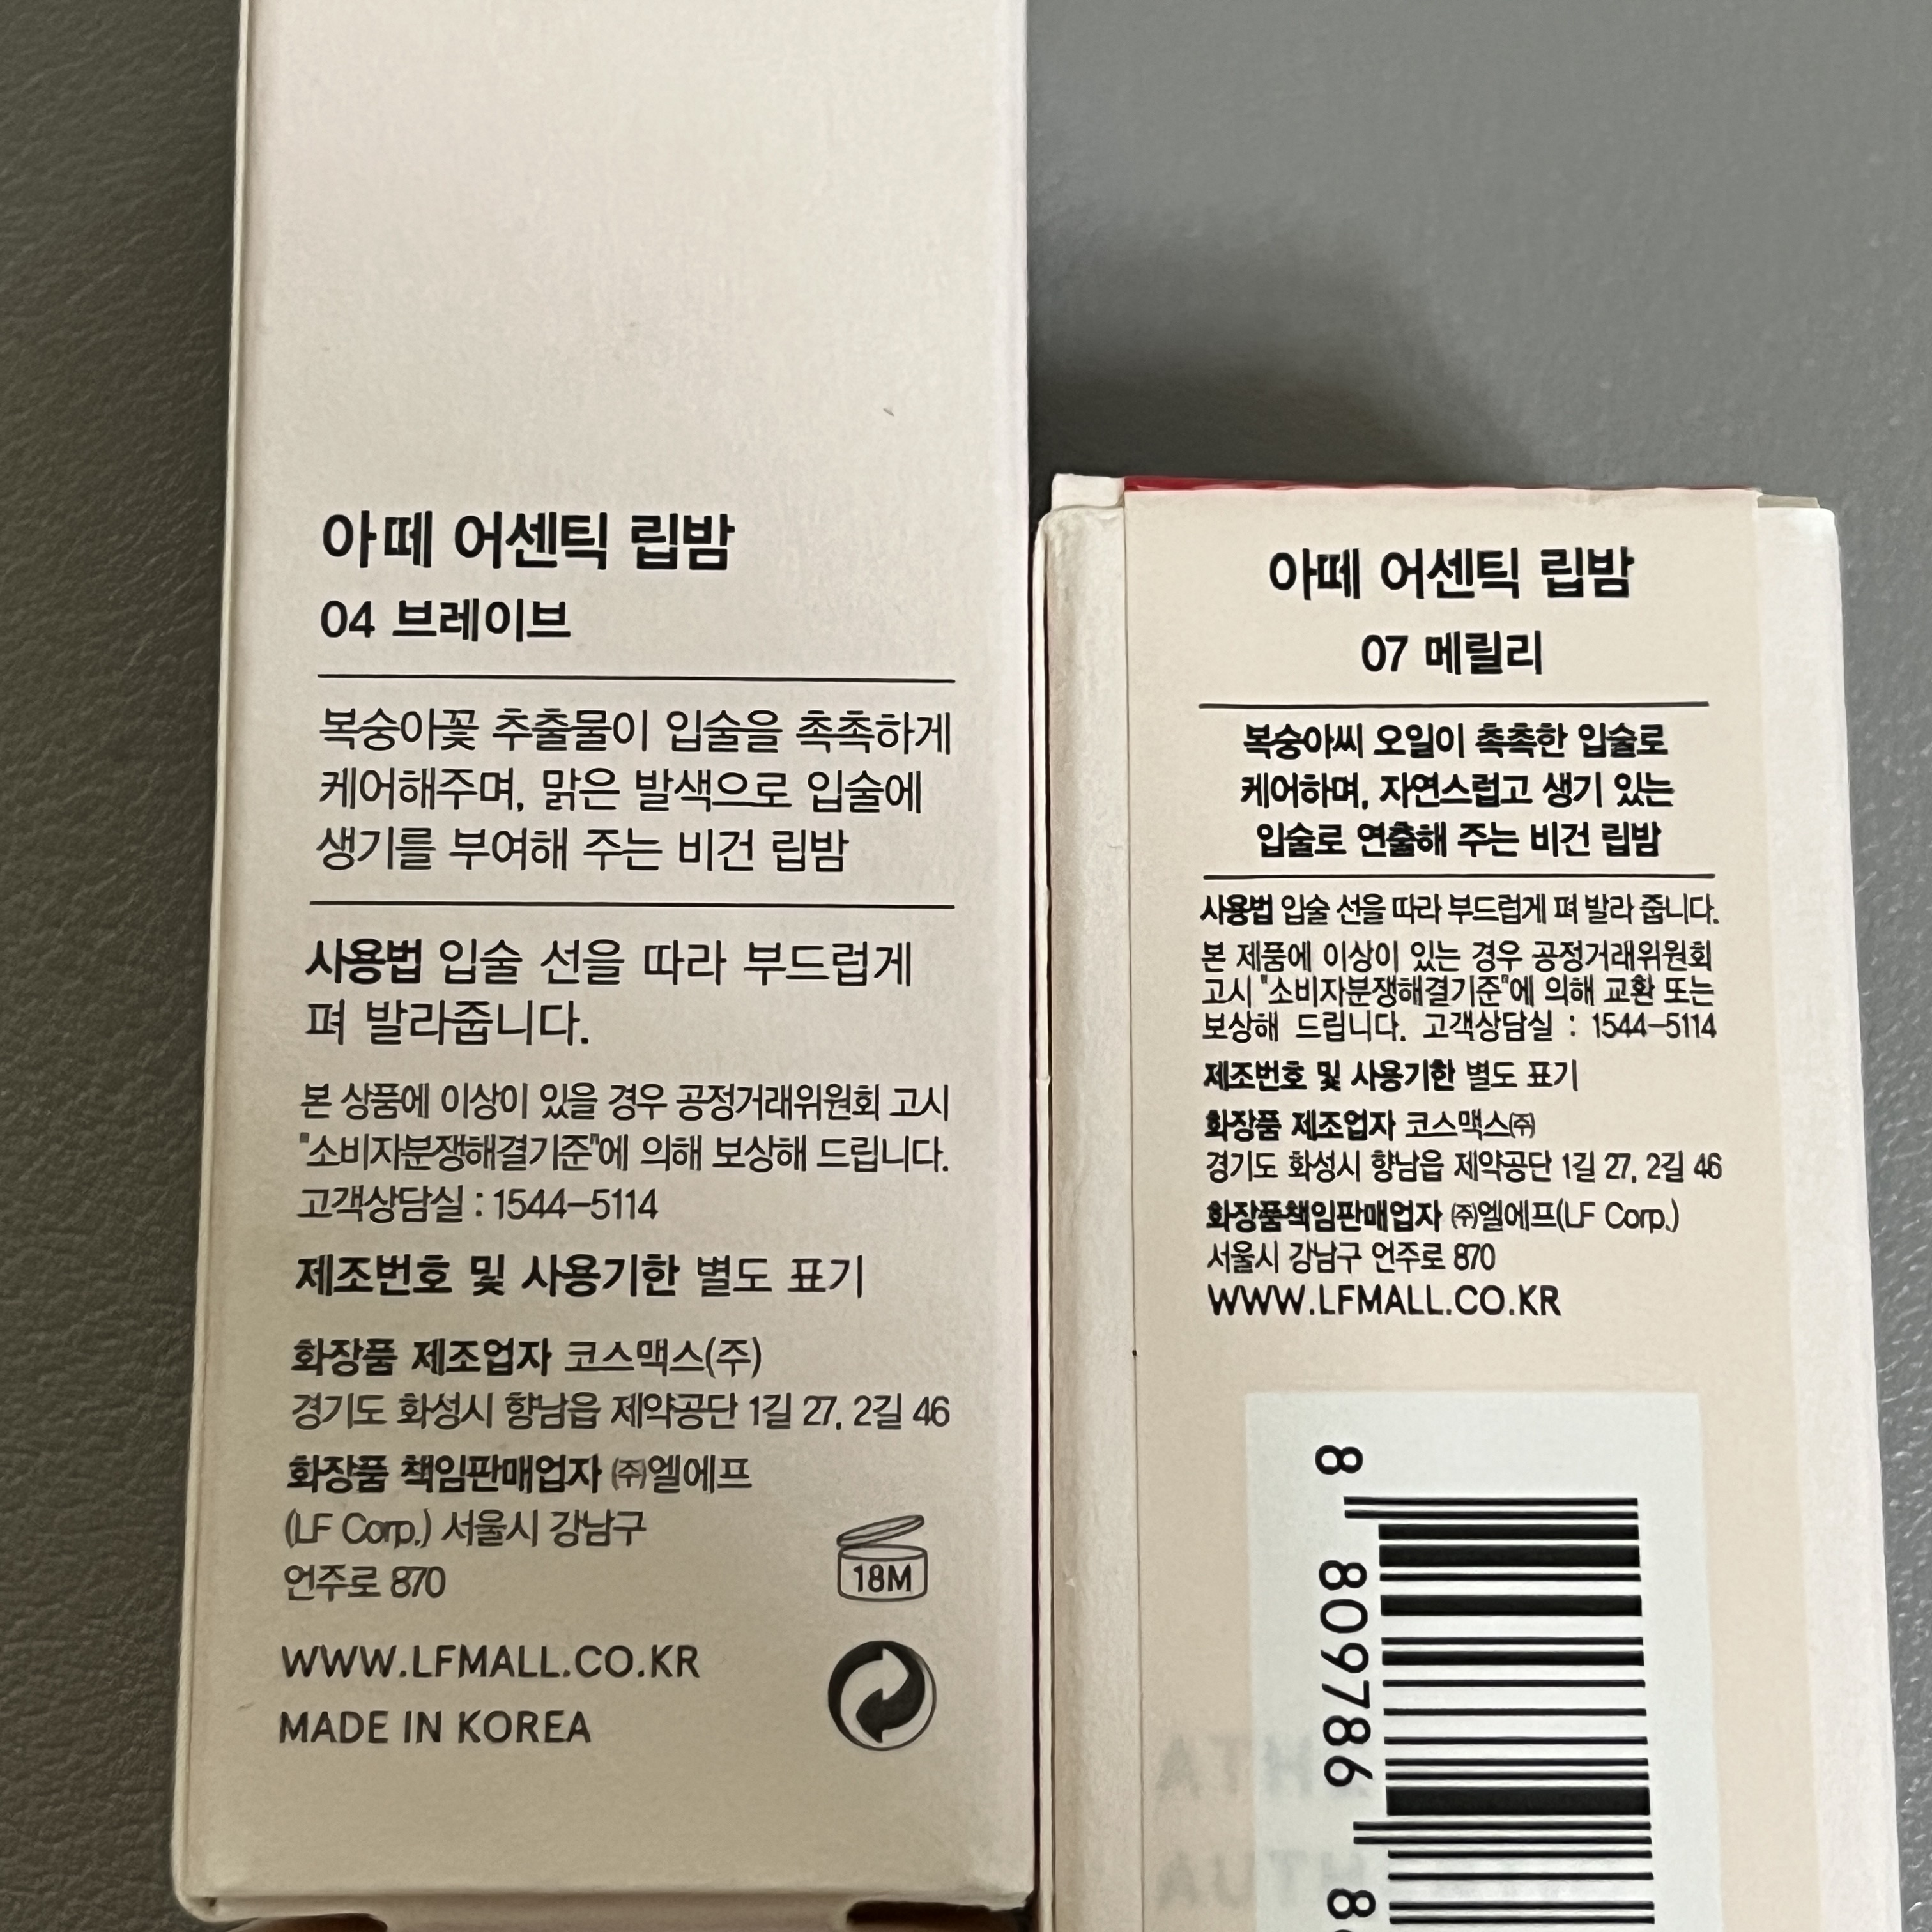 아떼 어센틱 립밤
04 브레이브
복숭아꽃 추출물이 입술을 촉촉하게
케어해주며, 맑은 발색으로 입술에
생기를 부여해 주는 비건 립밤
사용법 입술 선을 따라 부드럽게
펴 발라줍니다.
본 상품에 이상이 있을 경우 공정거래위원회 고시
"소비자분쟁해결기준"에 의해 보상해 드립니다.
고객상담실 : 1544-5114
제조번호 및 사용기한 별도 표기
화장품 제조업자 코스맥스(주)
경기도 화성시 향남읍 제약공단 1길 27, 2길 46
화장품 책임판매업자 ㈜엘에프
(LF Corp.) 서울시 강남구
언주로 870
18M
WWW.LFMALL.CO.KR
MADE IN KOREA
아떼 어센틱 립밤
07 메릴리
복숭아씨 오일이 촉촉한 입술로
케어하며, 자연스럽고 생기 있는
입술로 연출해 주는 비건 립밤
사용법 입술 선을 따라 부드럽게 펴 발라 줍니다.
본 제품에 이상이 있는 경우 공정거래위원회
고시 "소비자분쟁해결기준"에 의해 교환 또는
보상해 드립니다. 고객상담실 : 1544-5114
제조번호 및 사용기한 별도 표기
화장품 제조업자 코스맥스㈜
경기도 화성시 향남읍 제약공단 1길 27, 2길 46
화장품책임판매업자 ㈜엘에프(LF Corp.)
서울시 강남구 언주로 870
WWW.LFMALL.CO.KR
8 809786